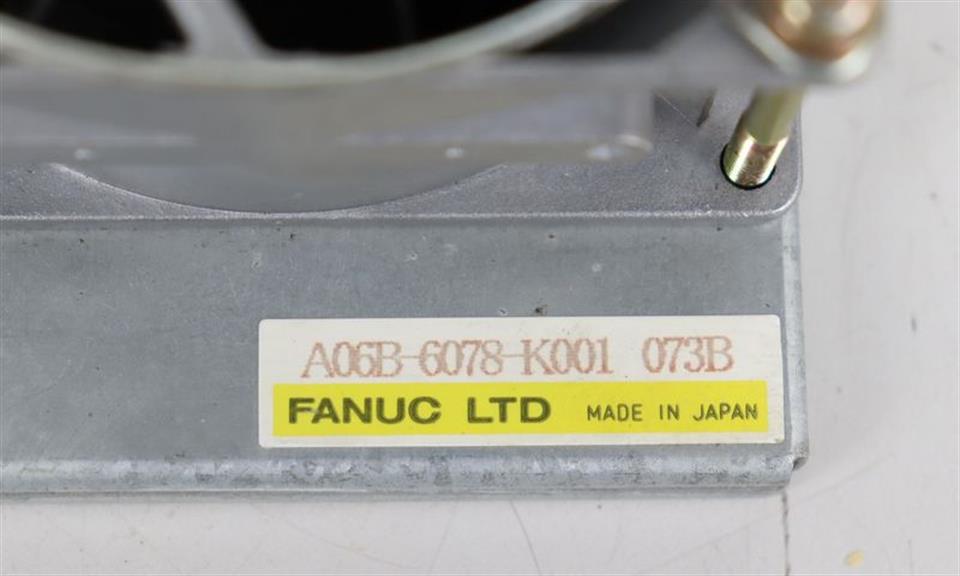 A06B-6078-K001 073B
FANUC LTD MADE IN JAPAN